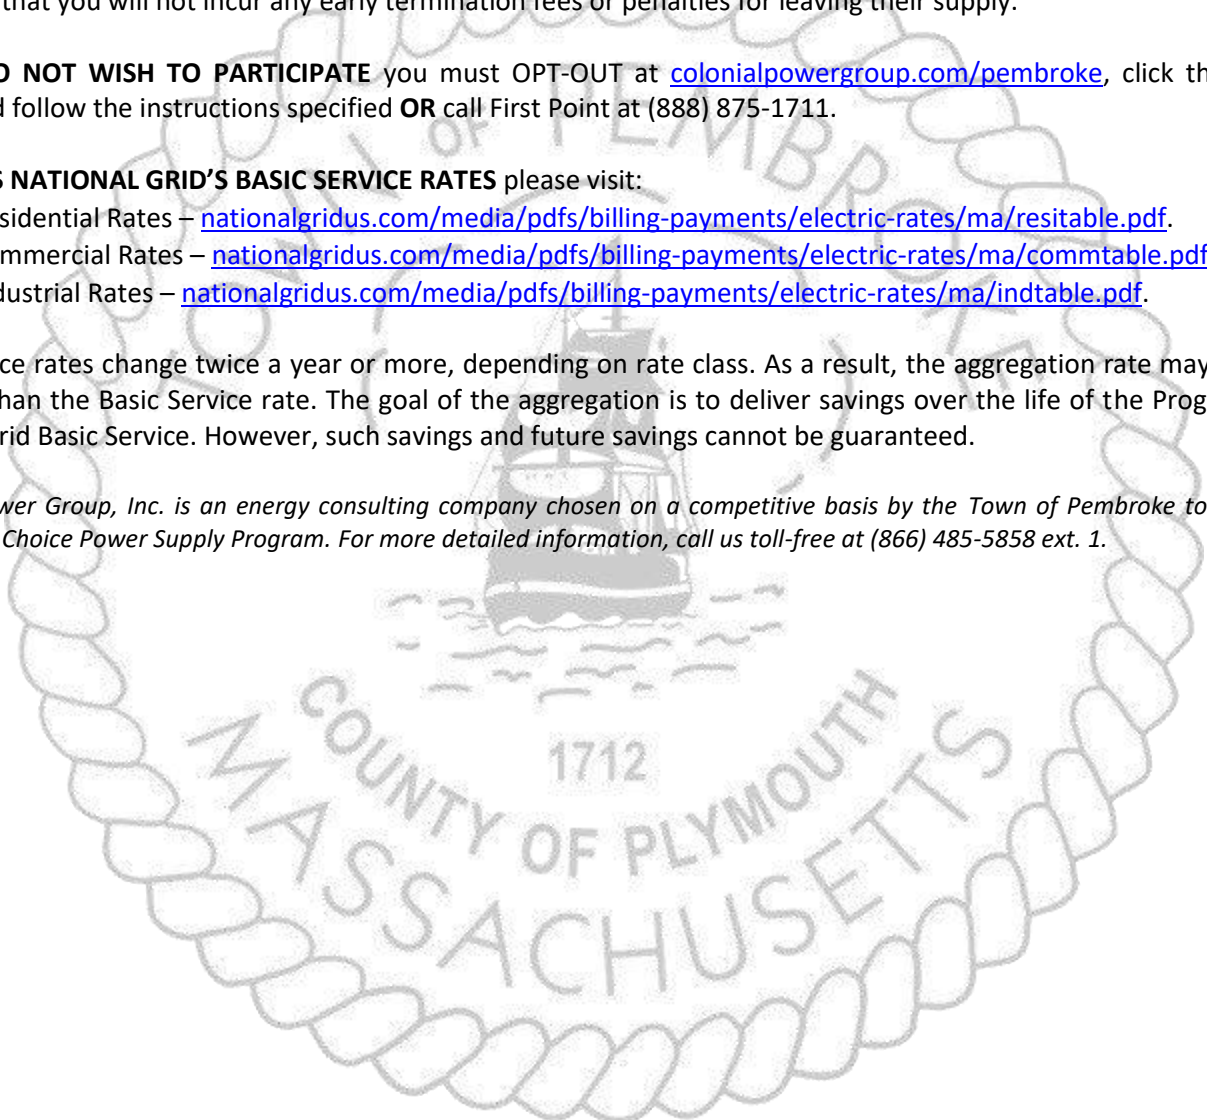 that you will not incur any early termination fees or penalties for leaving their supply.
NOT WISH TO PARTICIPATE you must OPT-OUT at colonialpowergroup.com/pembroke, click th
follow the instructions specified OR call First Point at (888) 875-1711.
NATIONAL GRID'S BASIC SERVICE RATES please visit:
sidential Rates – nationalgridus.com/media/pdfs/billing-payments/electric-rates/ma/resitable.pdf.
mmercial Rates – nationalgridus.com/media/pdfs/billing-payments/electric-rates/ma/commtable.pdf
dustrial Rates – nationalgridus.com/media/pdfs/billing-payments/electric-rates/ma/indtable.pdf.
ce rates change twice a year or more, depending on rate class. As a result, the aggregation rate may
than the Basic Service rate. The goal of the aggregation is to deliver savings over the life of the Prog
rid Basic Service. However, such savings and future savings cannot be guaranteed.
wer Group, Inc. is an energy consulting company chosen on a competitive basis by the Town of Pembroke to
Choice Power Supply Program. For more detailed information, call us toll-free at (866) 485-5858 ext. 1.
TOWN OF PEMBROKE
1712
COUNTY OF PLYMOUTH
MASSACHUSETTS